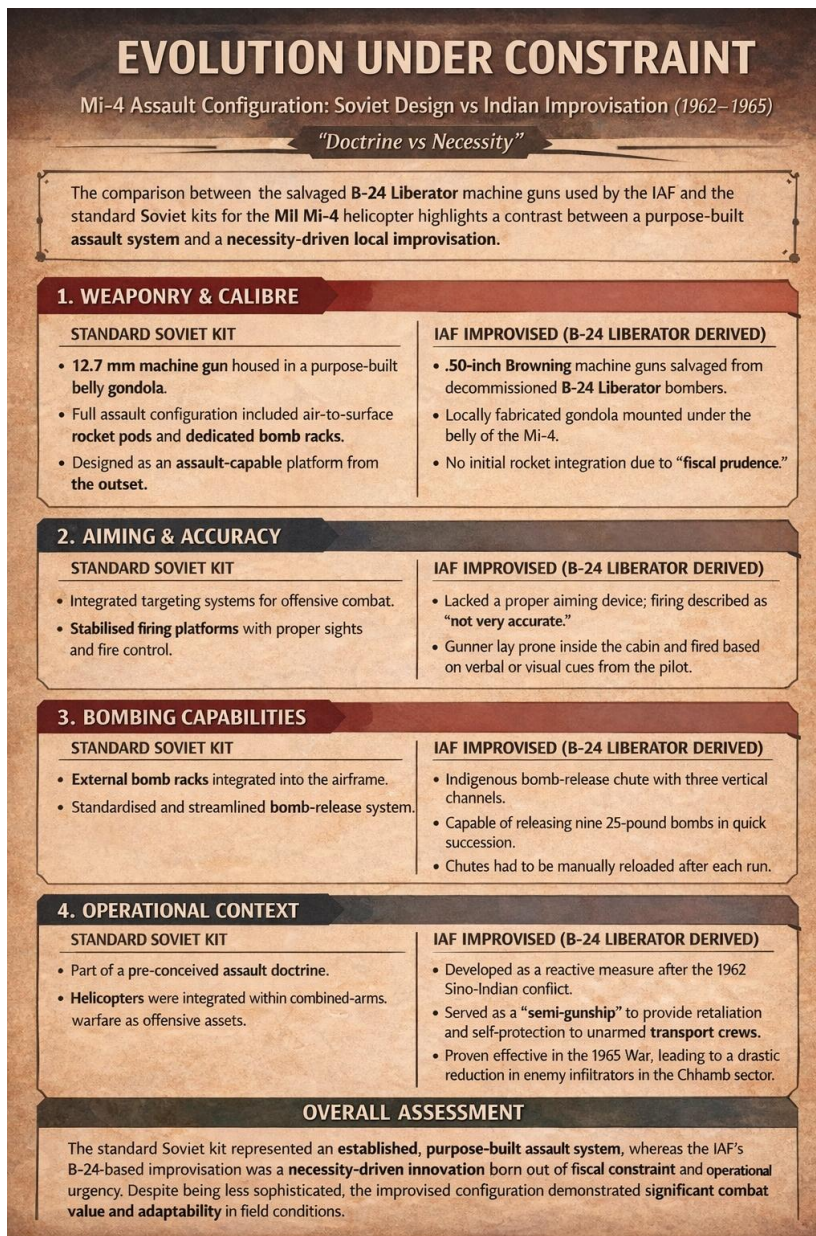 EVOLUTION UNDER CONSTRAINT
Mi-4 Assault Configuration: Soviet Design vs Indian Improvisation (1962–1965)
“Doctrine vs Necessity”
The comparison between the salvaged B-24 Liberator machine guns used by the IAF and the
standard Soviet kits for the Mil Mi-4 helicopter highlights a contrast between a purpose-built
assault system and a necessity-driven local improvisation.
1. WEAPONRY & CALIBRE
STANDARD SOVIET KIT
• 12.7 mm machine gun housed in a purpose-built
belly gondola.
• Full assault configuration included air-to-surface
rocket pods and dedicated bomb racks.
• Designed as an assault-capable platform from
the outset.
IAF IMPROVISED (B-24 LIBERATOR DERIVED)
• .50-inch Browning machine guns salvaged from
decommissioned B-24 Liberator bombers.
• Locally fabricated gondola mounted under the
belly of the Mi-4.
• No initial rocket integration due to “fiscal prudence.”
2. AIMING & ACCURACY
STANDARD SOVIET KIT
• Integrated targeting systems for offensive combat.
• Stabilised firing platforms with proper sights
and fire control.
IAF IMPROVISED (B-24 LIBERATOR DERIVED)
• Lacked a proper aiming device; firing described as
“not very accurate.”
• Gunner lay prone inside the cabin and fired based
on verbal or visual cues from the pilot.
3. BOMBING CAPABILITIES
STANDARD SOVIET KIT
• External bomb racks integrated into the airframe.
• Standardised and streamlined bomb-release system.
IAF IMPROVISED (B-24 LIBERATOR DERIVED)
• Indigenous bomb-release chute with three vertical
channels.
• Capable of releasing nine 25-pound bombs in quick
succession.
• Chutes had to be manually reloaded after each run.
4. OPERATIONAL CONTEXT
STANDARD SOVIET KIT
• Part of a pre-conceived assault doctrine.
• Helicopters were integrated within combined-arms.
warfare as offensive assets.
IAF IMPROVISED (B-24 LIBERATOR DERIVED)
• Developed as a reactive measure after the 1962
Sino-Indian conflict.
• Served as a “semi-gunship” to provide retaliation
and self-protection to unarmed transport crews.
• Proven effective in the 1965 War, leading to a drastic
reduction in enemy infiltrators in the Chhamb sector.
OVERALL ASSESSMENT
The standard Soviet kit represented an established, purpose-built assault system, whereas the IAF’s
B-24-based improvisation was a necessity-driven innovation born out of fiscal constraint and operational
urgency. Despite being less sophisticated, the improvised configuration demonstrated significant combat
value and adaptability in field conditions.